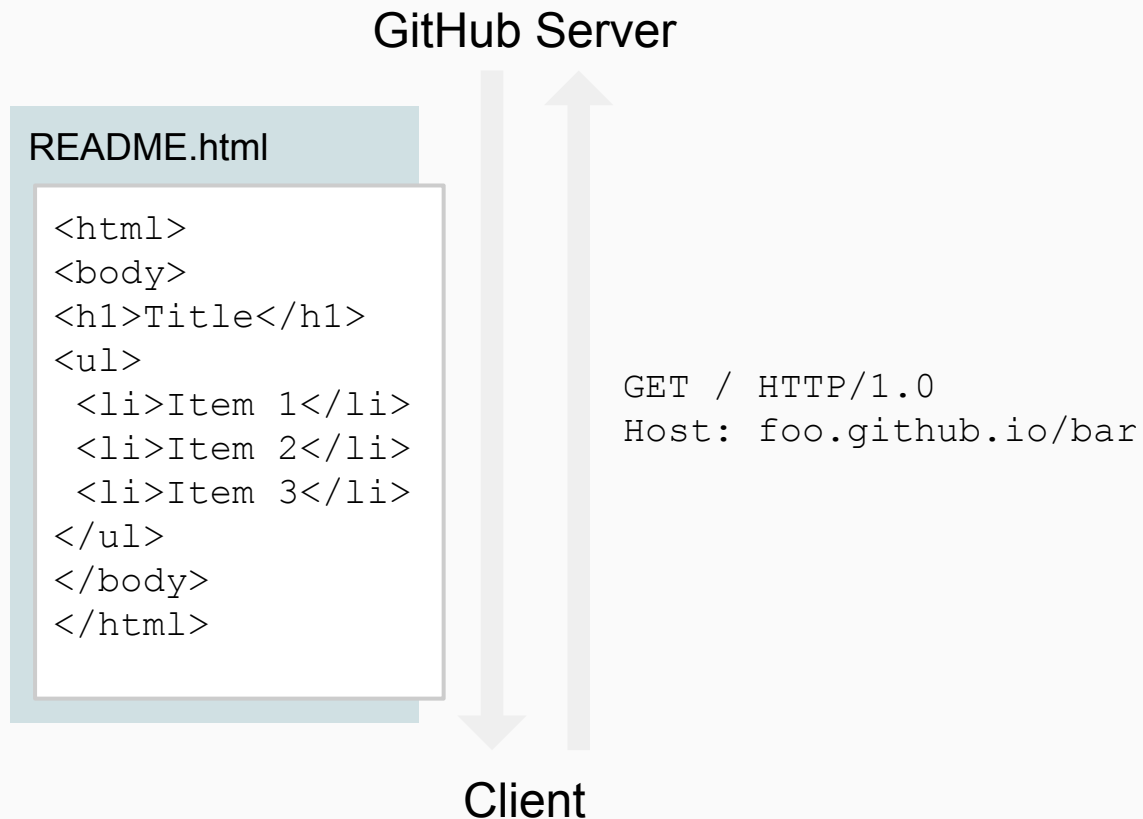 GitHub Server
README.html
<html>
<body>
<h1>Title</h1>
<ul>
 <li>Item 1</li>
 <li>Item 2</li>
 <li>Item 3</li>
</ul>
</body>
</html>
GET / HTTP/1.0
Host: foo.github.io/bar
Client